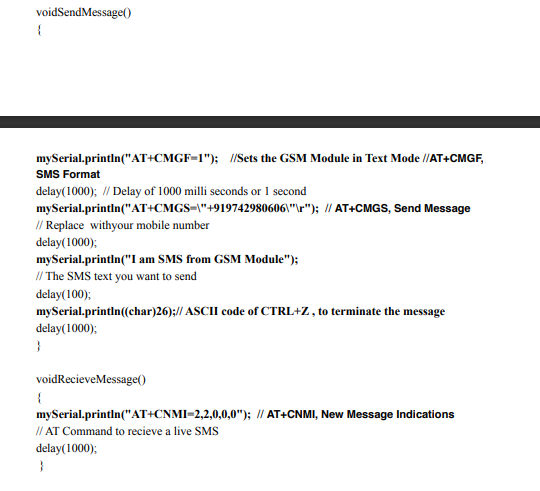 voidSendMessage()
{
mySerial.println("AT+CMGF=1"); //Sets the GSM Module in Text Mode //AT+CMGF,
SMS Format
delay(1000); // Delay of 1000 milli seconds or 1 second
mySerial.println("AT+CMGS=\"+919742980606\"\r"); // AT+CMGS, Send Message
// Replace withyour mobile number
delay(1000);
mySerial.println("I am SMS from GSM Module");
// The SMS text you want to send
delay(100);
mySerial.println((char)26);// ASCII code of CTRL+Z , to terminate the message
delay(1000);
}
voidRecieveMessage()
{
mySerial.println("AT+CNMI=2,2,0,0,0"); // AT+CNMI, New Message Indications
// AT Command to recieve a live SMS
delay(1000);
}